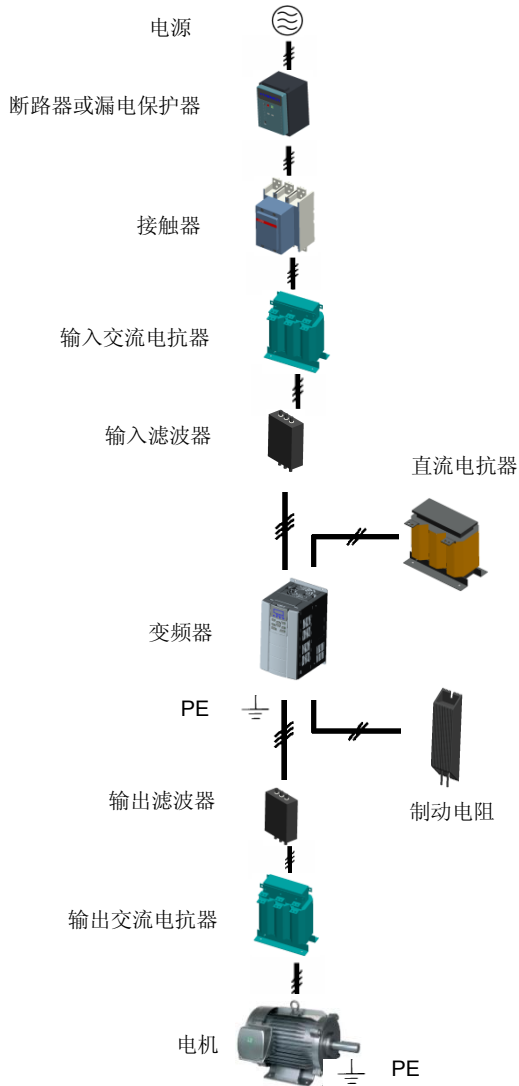 电源
断路器或漏电保护器
接触器
输入交流电抗器
输入滤波器
直流电抗器
变频器
PE
制动电阻
输出滤波器
输出交流电抗器
电机
PE